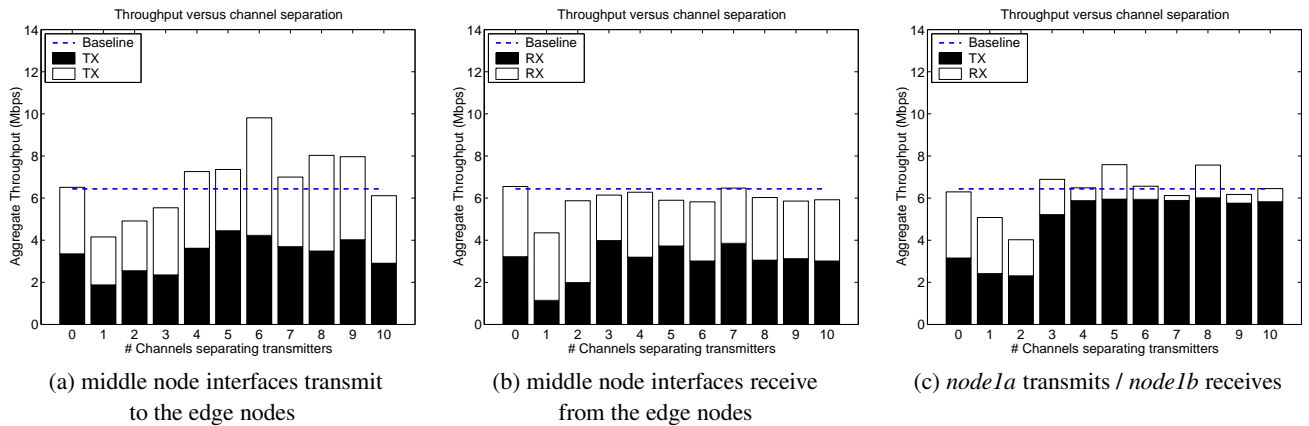 Throughput versus channel separation
14
12
10
8
6
4
2
0
Aggregate Throughput (Mbps)
Baseline
TX
TX
0 1 2 3 4 5 6 7 8 9 10
# Channels separating transmitters
(a) middle node interfaces transmit
to the edge nodes
Throughput versus channel separation
14
12
10
8
6
4
2
0
Aggregate Throughput (Mbps)
Baseline
RX
RX
0 1 2 3 4 5 6 7 8 9 10
# Channels separating transmitters
(b) middle node interfaces receive
from the edge nodes
Throughput versus channel separation
14
12
10
8
6
4
2
0
Aggregate Throughput (Mbps)
Baseline
TX
RX
0 1 2 3 4 5 6 7 8 9 10
# Channels separating transmitters
(c) node1a transmits / node1b receives